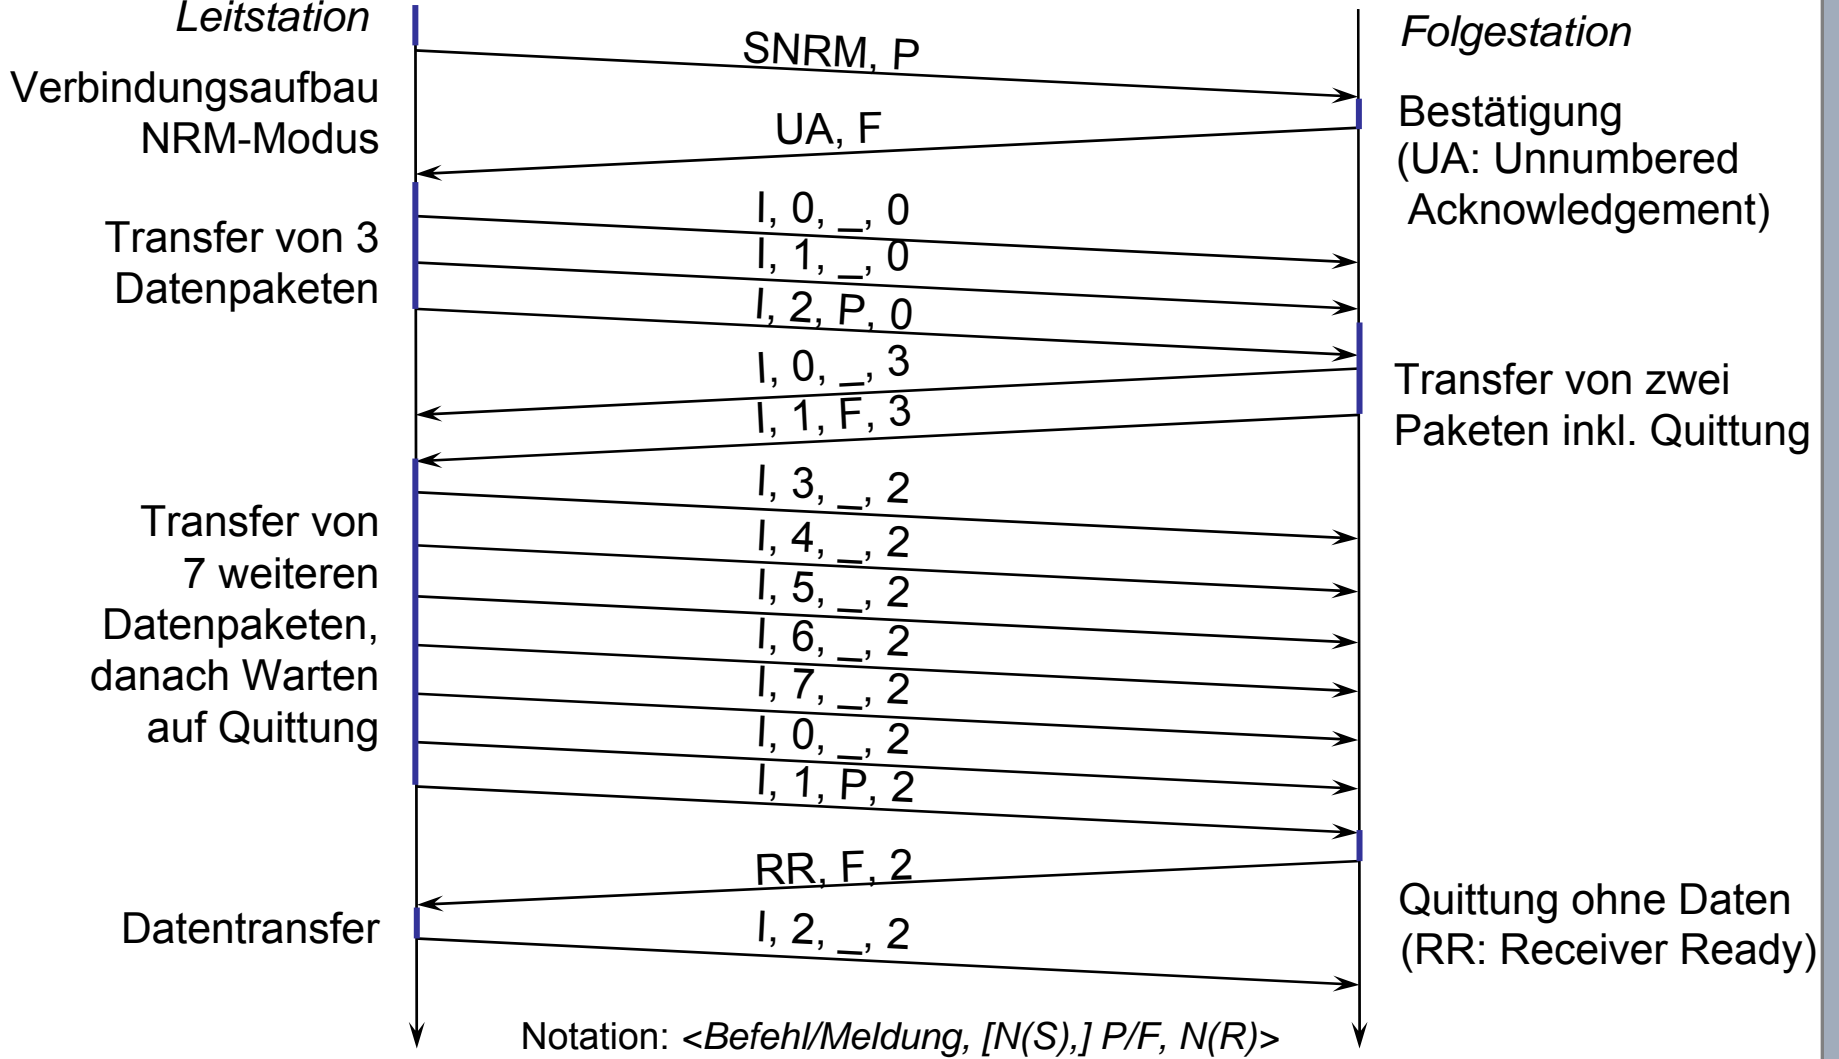 Leitstation
Folgestation
SNRM, P
Verbindungsaufbau
NRM-Modus
UA, F
Bestätigung
(UA: Unnumbered
Acknowledgement)
Transfer von 3
Datenpaketen
I, 0, _, 0
I, 1, _, 0
I, 2, P, 0
I, 0, _, 3
I, 1, F, 3
Transfer von zwei
Paketen inkl. Quittung
Transfer von
7 weiteren
Datenpaketen,
danach Warten
auf Quittung
I, 3, _, 2
I, 4, _, 2
I, 5, _, 2
I, 6, _, 2
I, 7, _, 2
I, 0, _, 2
I, 1, P, 2
RR, F, 2
Quittung ohne Daten
(RR: Receiver Ready)
Datentransfer
I, 2, _, 2
Notation: <Befehl/Meldung, [N(S),] P/F, N(R)>